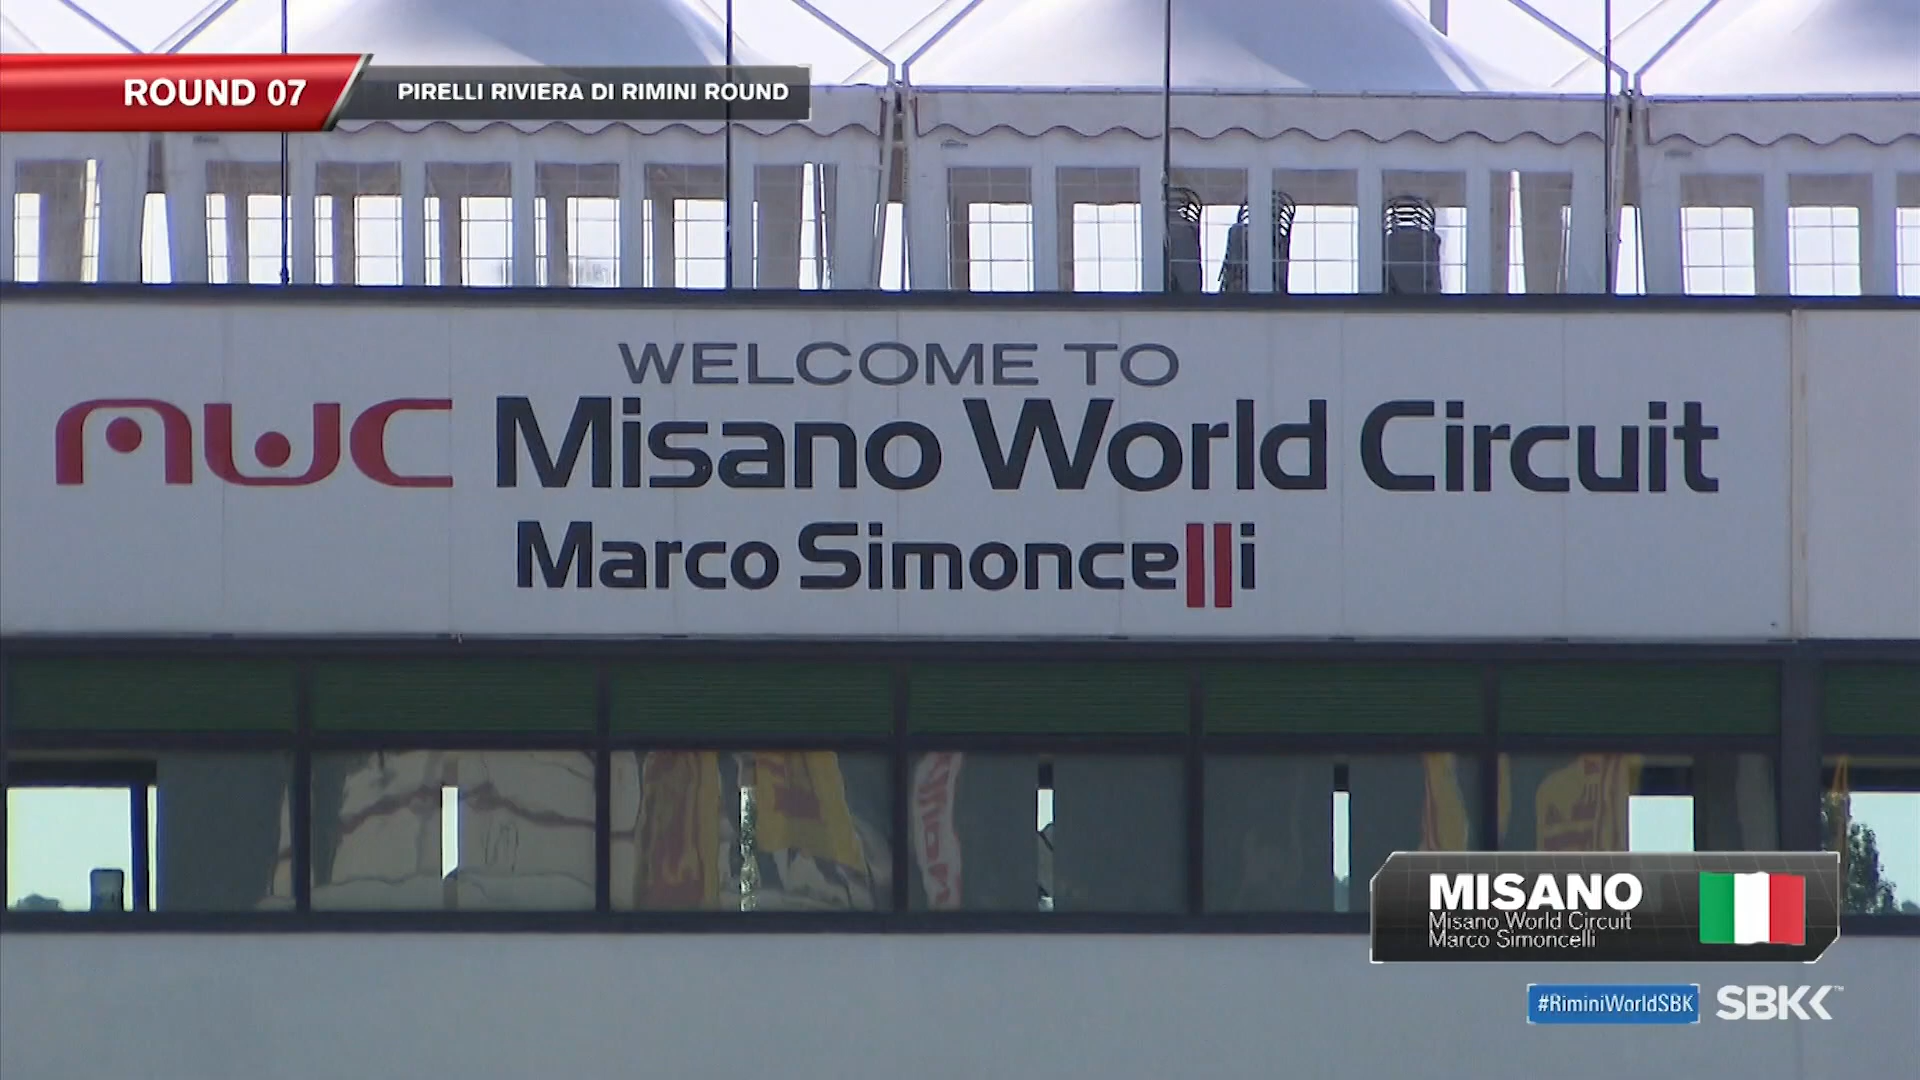 ROUND 07
PIRELLI RIVIERA DI RIMINI ROUND
WELCOME TO
MWC Misano World Circuit
Marco Simoncelli
MISANO
Misano World Circuit
Marco Simoncelli
#RiminiWorldSBK
SBK™